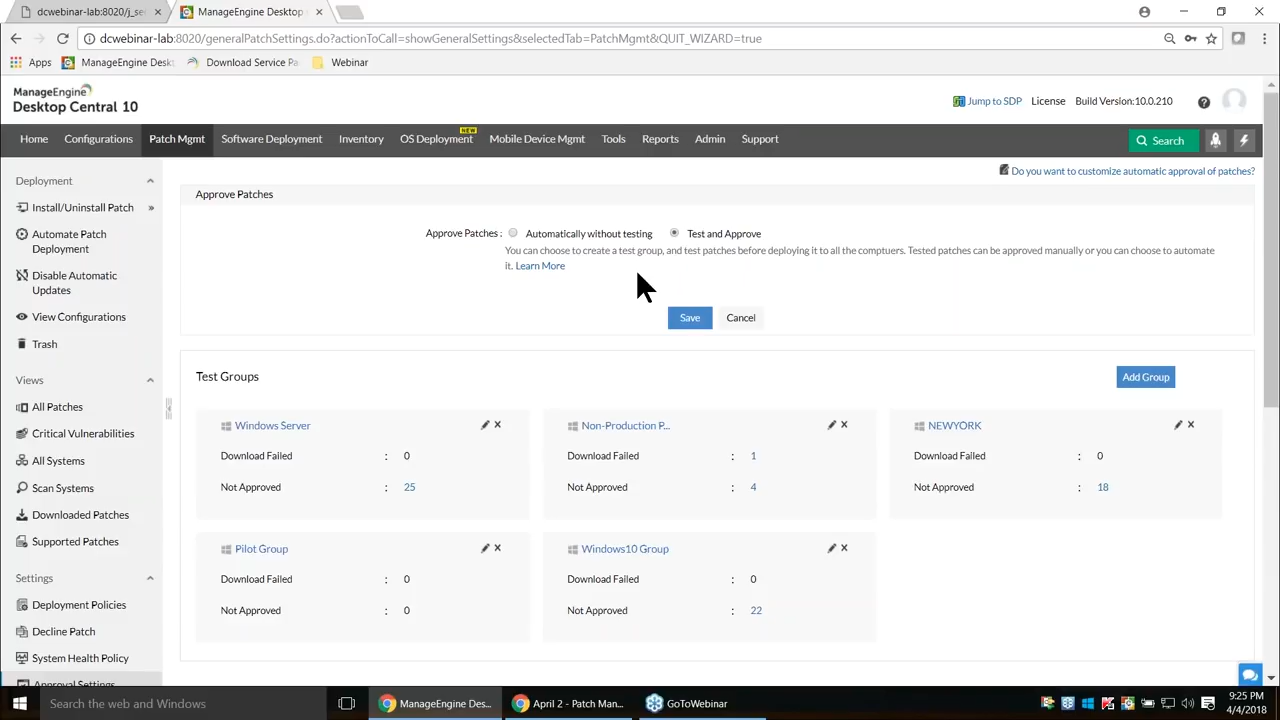 dcwebinar-lab:8020/j_se
ManageEngine Desktop
dcwebinar-lab:8020/generalPatchSettings.do?actionToCall=showGeneralSettings&selectedTab=PatchMgmt&QUIT_WIZARD=true
Apps
ManageEngine Deskt
Download Service Pa
Webinar
ManageEngine
Desktop Central 10
Jump to SDP
License
Build Version:10.0.210
Home
Configurations
Patch Mgmt
Software Deployment
Inventory
OS Deployment
NEW
Mobile Device Mgmt
Tools
Reports
Admin
Support
Search
Deployment
Install/Uninstall Patch
Automate Patch
Deployment
Disable Automatic
Updates
View Configurations
Trash
Views
All Patches
Critical Vulnerabilities
All Systems
Scan Systems
Downloaded Patches
Supported Patches
Settings
Deployment Policies
Decline Patch
System Health Policy
Approval Settings
Do you want to customize automatic approval of patches?
Approve Patches
Approve Patches : Automatically without testing Test and Approve
You can choose to create a test group, and test patches before deploying it to all the comptuers. Tested patches can be approved manually or you can choose to automate
it. Learn More
Save Cancel
Test Groups
Add Group
Windows Server
Download Failed : 0
Not Approved : 25
Non-Production P...
Download Failed : 1
Not Approved : 4
NEWYORK
Download Failed : 0
Not Approved : 18
Pilot Group
Download Failed : 0
Not Approved : 0
Windows10 Group
Download Failed : 0
Not Approved : 22
Search the web and Windows
ManageEngine Des...
April 2 - Patch Man...
GoToWebinar
9:25 PM
4/4/2018